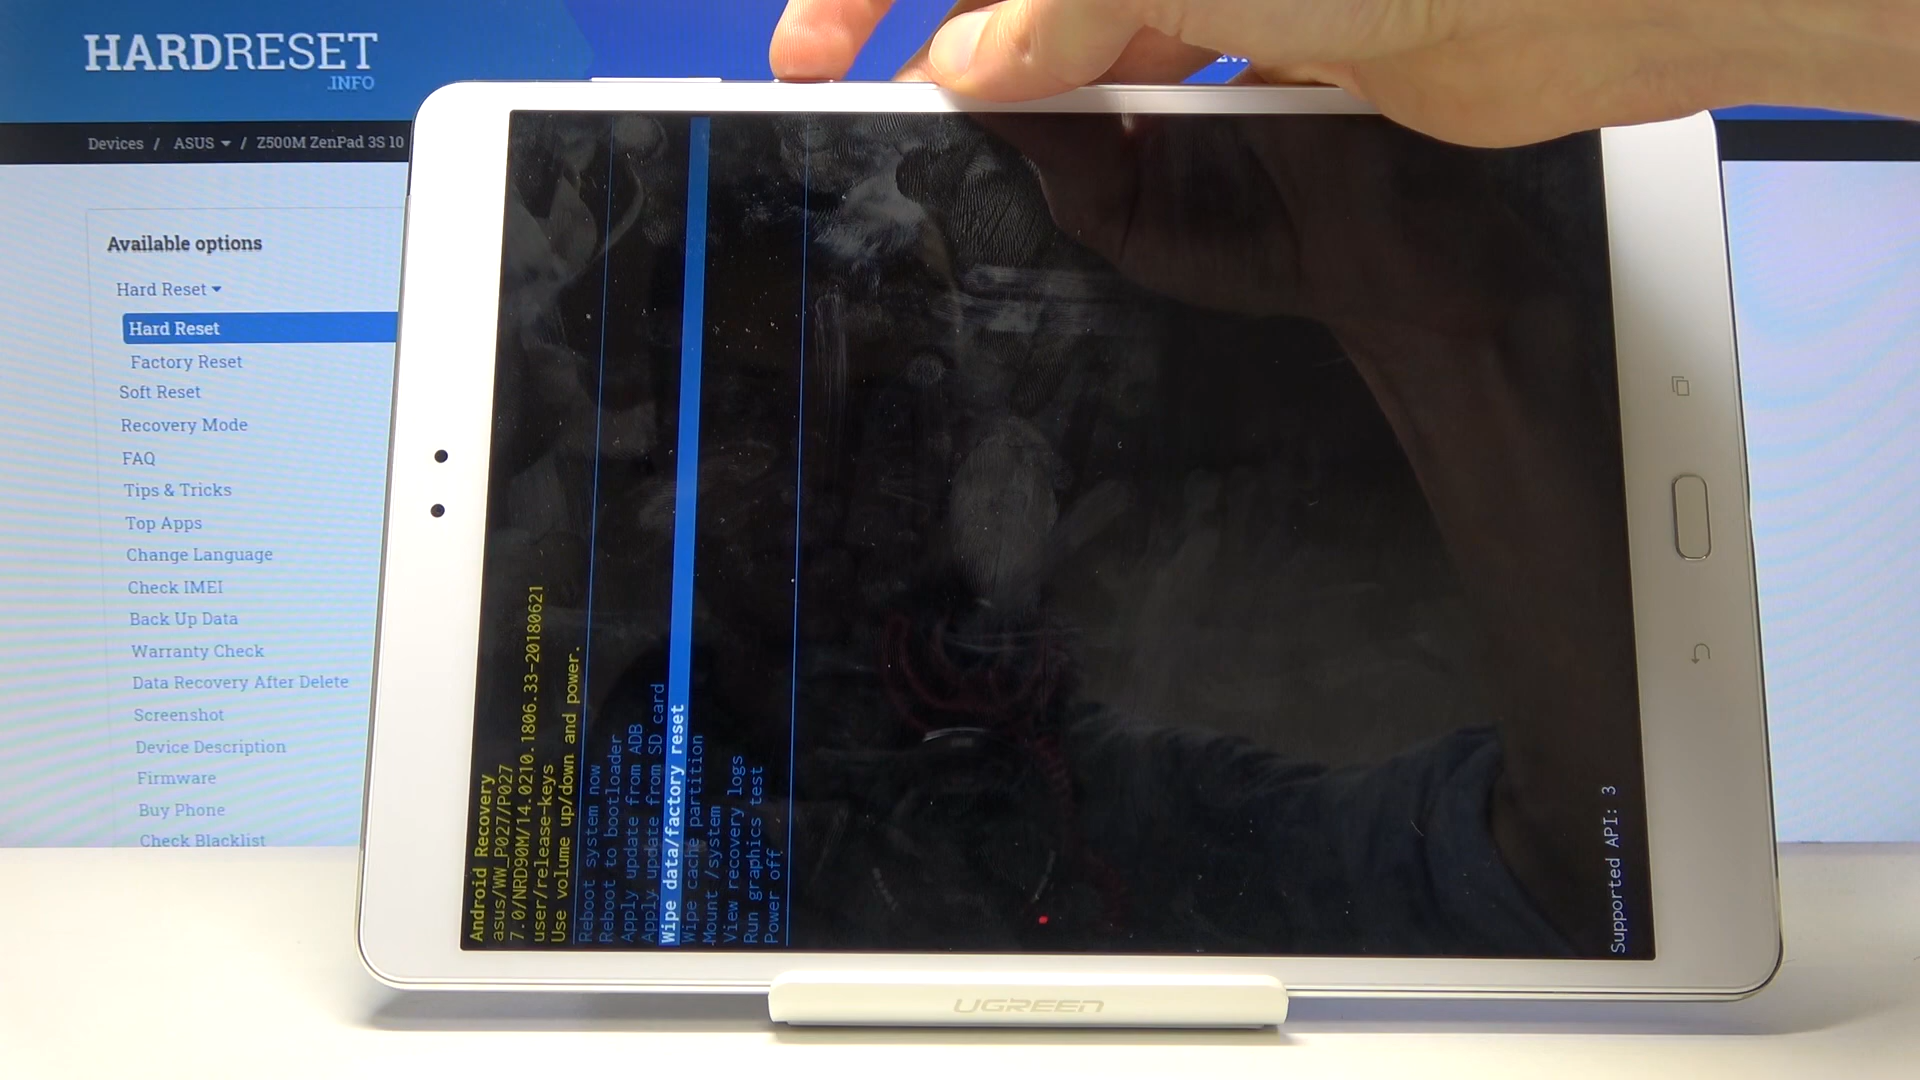 HARDRESET
.INFO
Devices / ASUS / Z500M ZenPad 3S 10
Available options
Hard Reset
Hard Reset
Factory Reset
Soft Reset
Recovery Mode
FAQ
Tips & Tricks
Top Apps
Change Language
Check IMEI
Back Up Data
Warranty Check
Data Recovery After Delete
Screenshot
Device Description
Firmware
Buy Phone
Check Blacklist
Android Recovery
asus/WW_P027/P027
7.0/NRD90M/14.0210.1806.33-20180621
user/release-keys
Use volume up/down and power.
Reboot system now
Reboot to bootloader
Apply update from ADB
Apply update from SD card
Wipe data/factory reset
Wipe cache partition
Mount /system
View recovery logs
Run graphics test
Power off
Supported API: 3
UGREEN